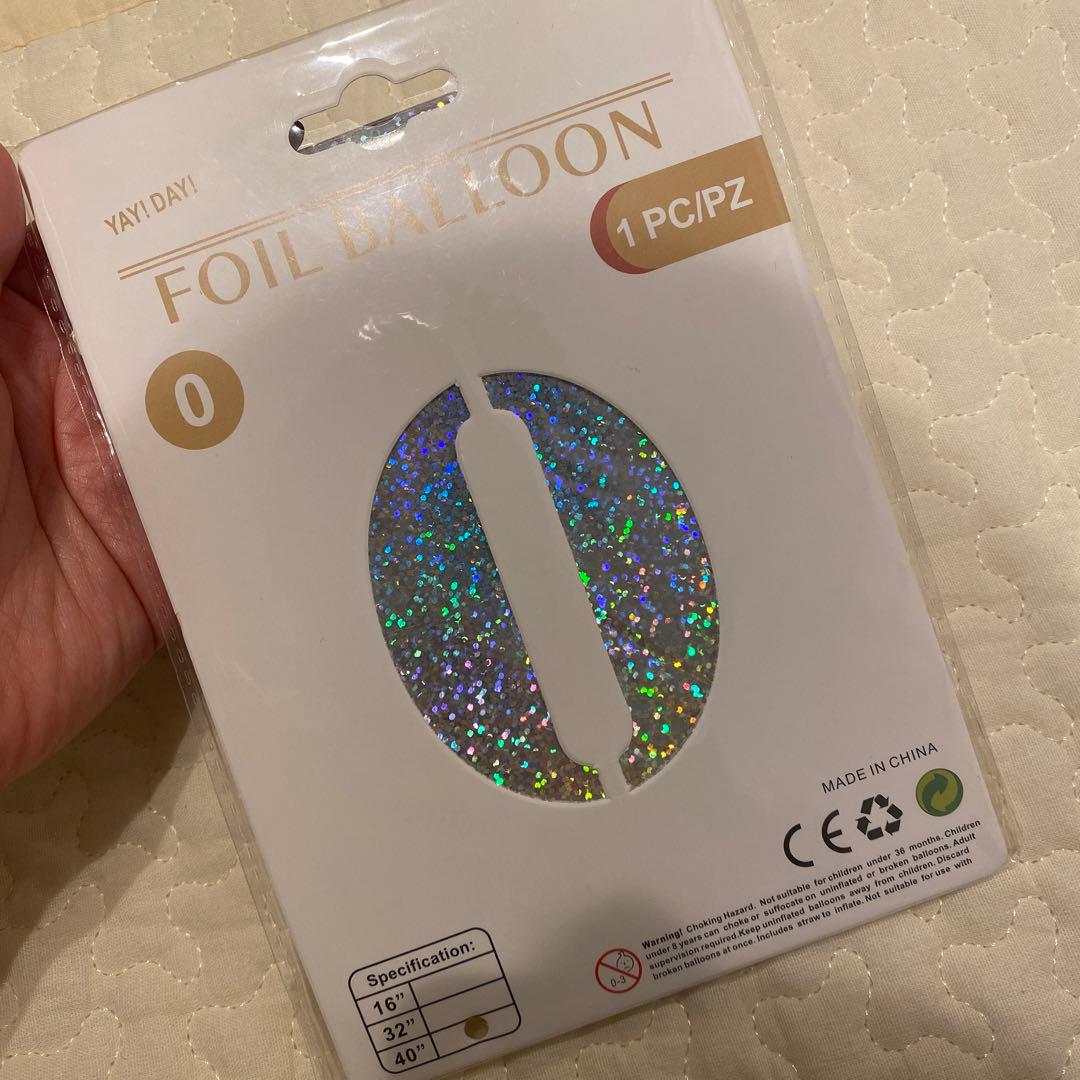 YAY! DAY!
FOIL BALLOON
1 PC/PZ
0
MADE IN CHINA
CE
Warning! Choking Hazard. Not suitable for children under 36 months. Children
under 8 years can choke or suffocate on uninflated or broken balloons. Adult
supervision required. Keep uninflated balloons away from children. Discard
broken balloons at once. Includes straw to inflate. Not suitable for use with
0-3
Specification:
16”
32”
40”